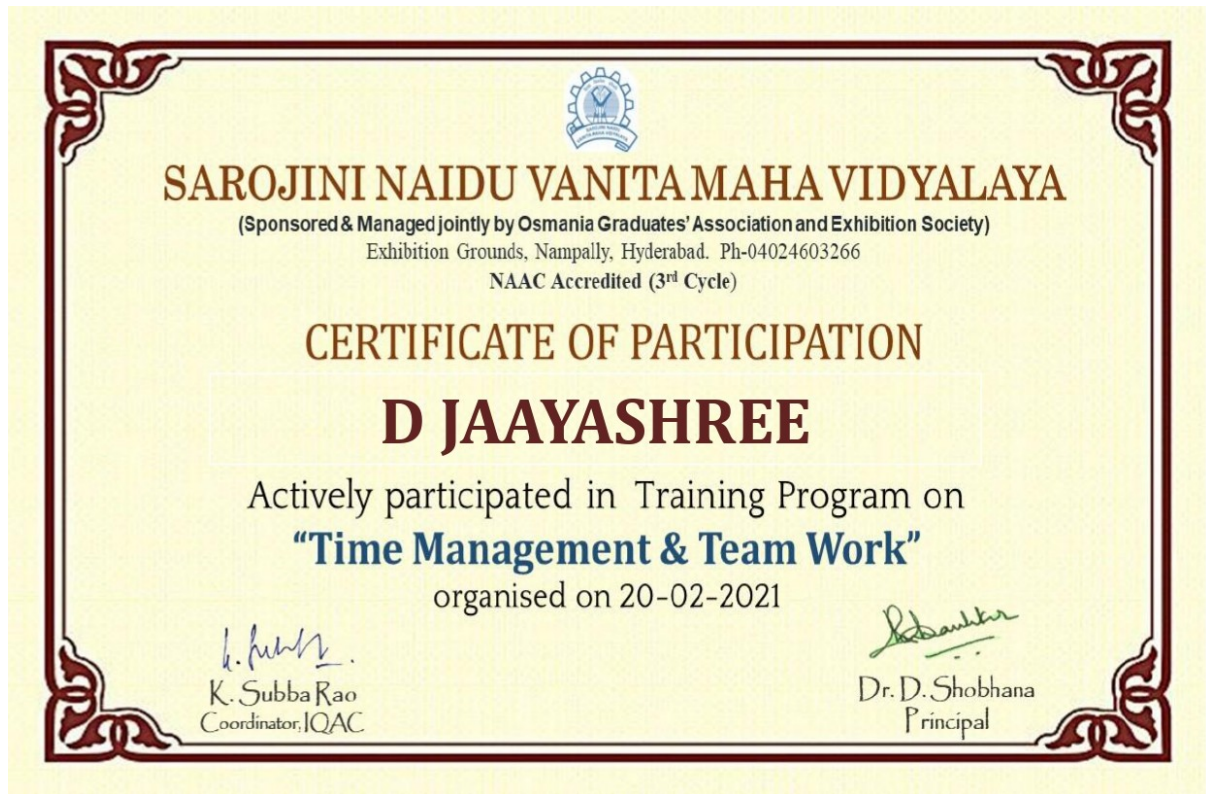 SAROJINI NAIDU VANITA MAHA VIDYALAYA
(Sponsored & Managed jointly by Osmania Graduates' Association and Exhibition Society)
Exhibition Grounds, Nampally, Hyderabad. Ph-04024603266
NAAC Accredited (3rd Cycle)
CERTIFICATE OF PARTICIPATION
D JAAYASHREE
Actively participated in Training Program on
“Time Management & Team Work”
organised on 20-02-2021
K. Subba Rao
Coordinator, IQAC
Dr. D. Shobhana
Principal